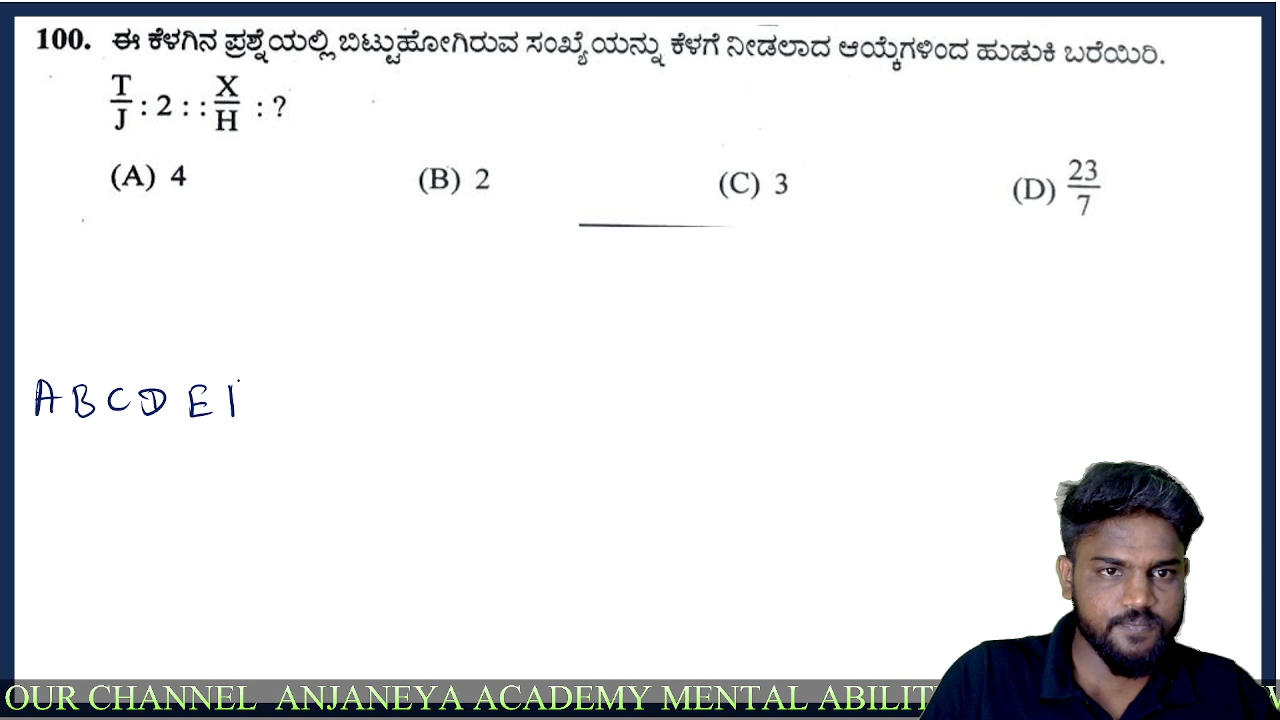 100. ಈ ಕೆಳಗಿನ ಪ್ರಶ್ನೆಯಲ್ಲಿ ಬಿಟ್ಟುಹೋಗಿರುವ ಸಂಖ್ಯೆಯನ್ನು ಕೆಳಗೆ ನೀಡಲಾದ ಆಯ್ಕೆಗಳಿಂದ ಹುಡುಕಿ ಬರೆಯಿರಿ.
T/J : 2 : : X/H : ?
(A) 4 (B) 2 (C) 3 (D) 23/7
A B C D E
OUR CHANNEL ANJANEYA ACADEMY MENTAL ABILIT